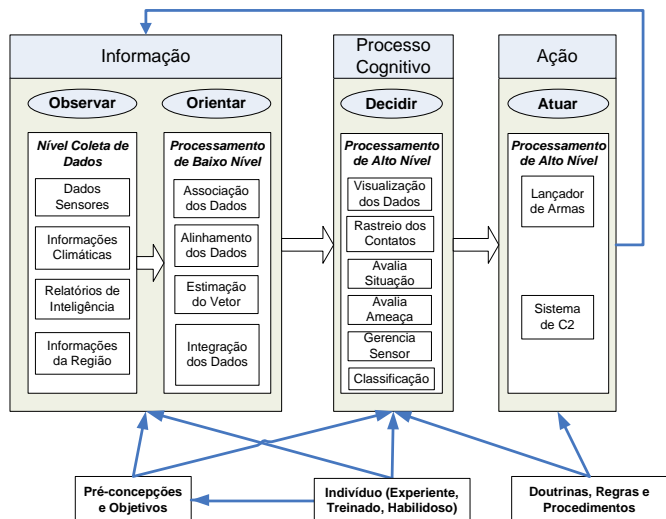 Informação
Processo
Cognitivo
Ação
Observar
Orientar
Decidir
Atuar
Nível Coleta de
Dados
Dados
Sensores
Informações
Climáticas
Relatórios de
Inteligência
Informações
da Região
Processamento
de Baixo Nível
Associação
dos Dados
Alinhamento
dos Dados
Estimação
do Vetor
Integração
dos Dados
Processamento
de Alto Nível
Visualização
dos Dados
Rastreio dos
Contatos
Avalia
Situação
Avalia
Ameaça
Gerencia
Sensor
Classificação
Processamento
de Alto Nível
Lançador
de Armas
Sistema
de C2
Pré-concepções
e Objetivos
Indivíduo (Experiente,
Treinado, Habilidoso)
Doutrinas, Regras e
Procedimentos